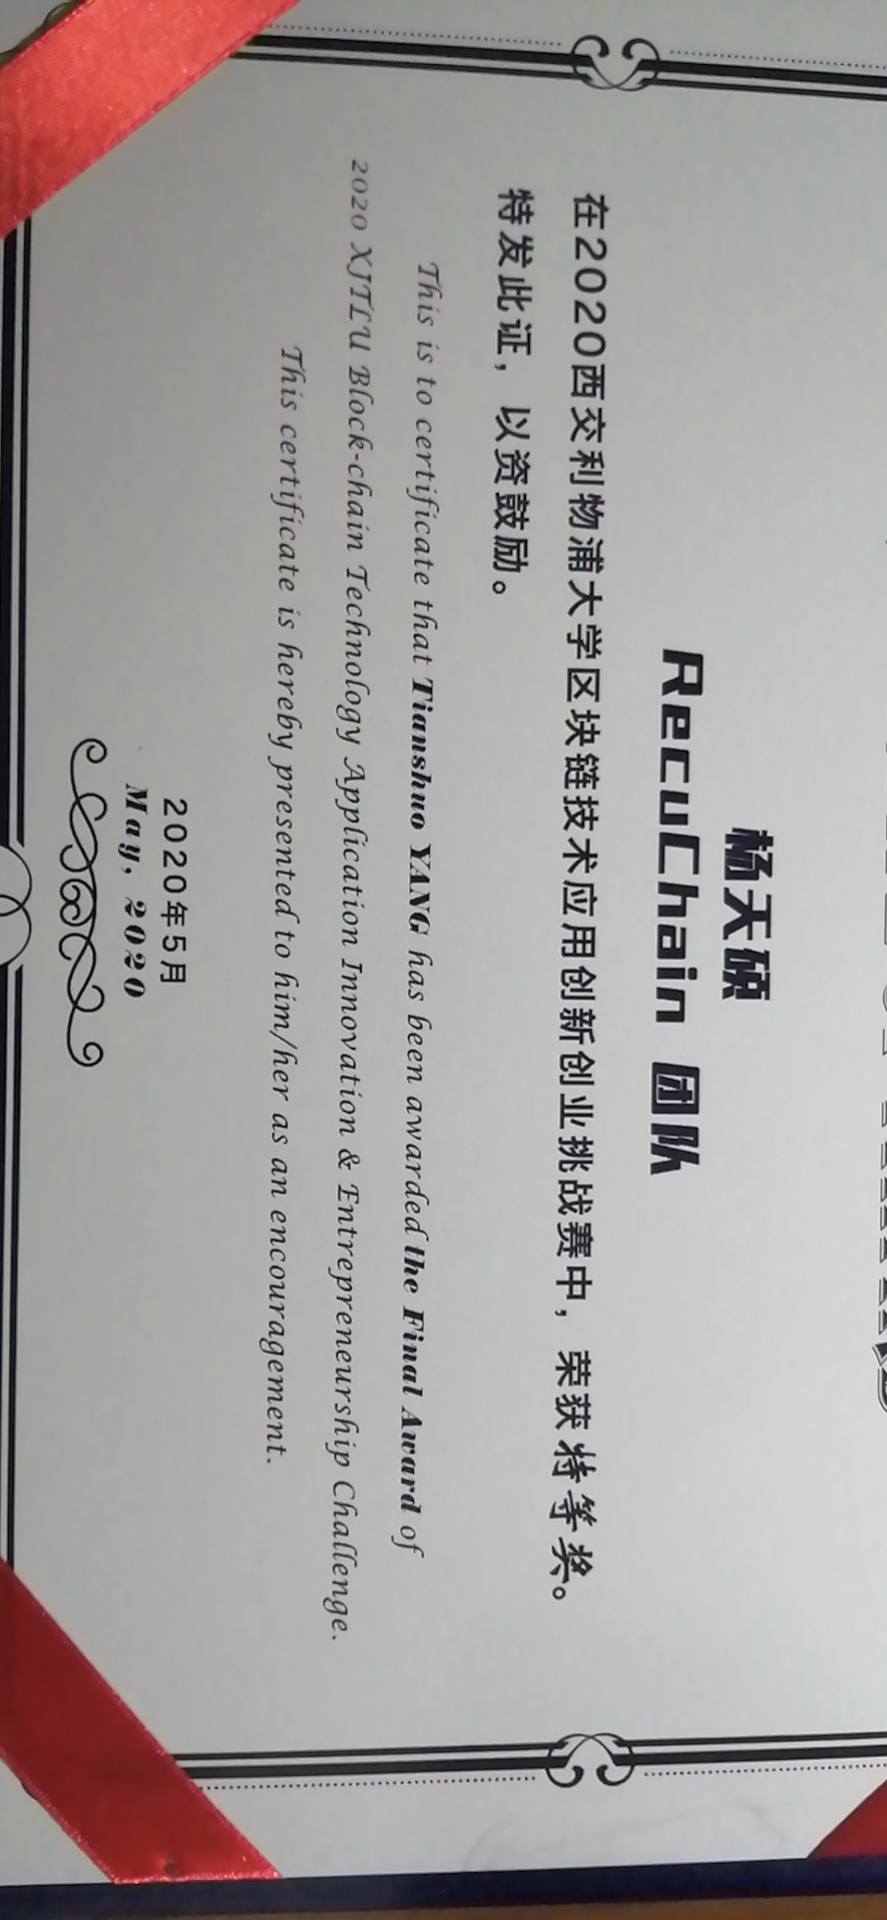 杨天硕
RecuChain 团队
在2020西交利物浦大学区块链技术应用创新创业挑战赛中，荣获特等奖。
特发此证，以资鼓励。
This is to certificate that Tianshuo YANG has been awarded the Final Award of
2020 XJTLU Block-chain Technology Application Innovation & Entrepreneurship Challenge.
This certificate is hereby presented to him/her as an encouragement.
2020年5月
May, 2020